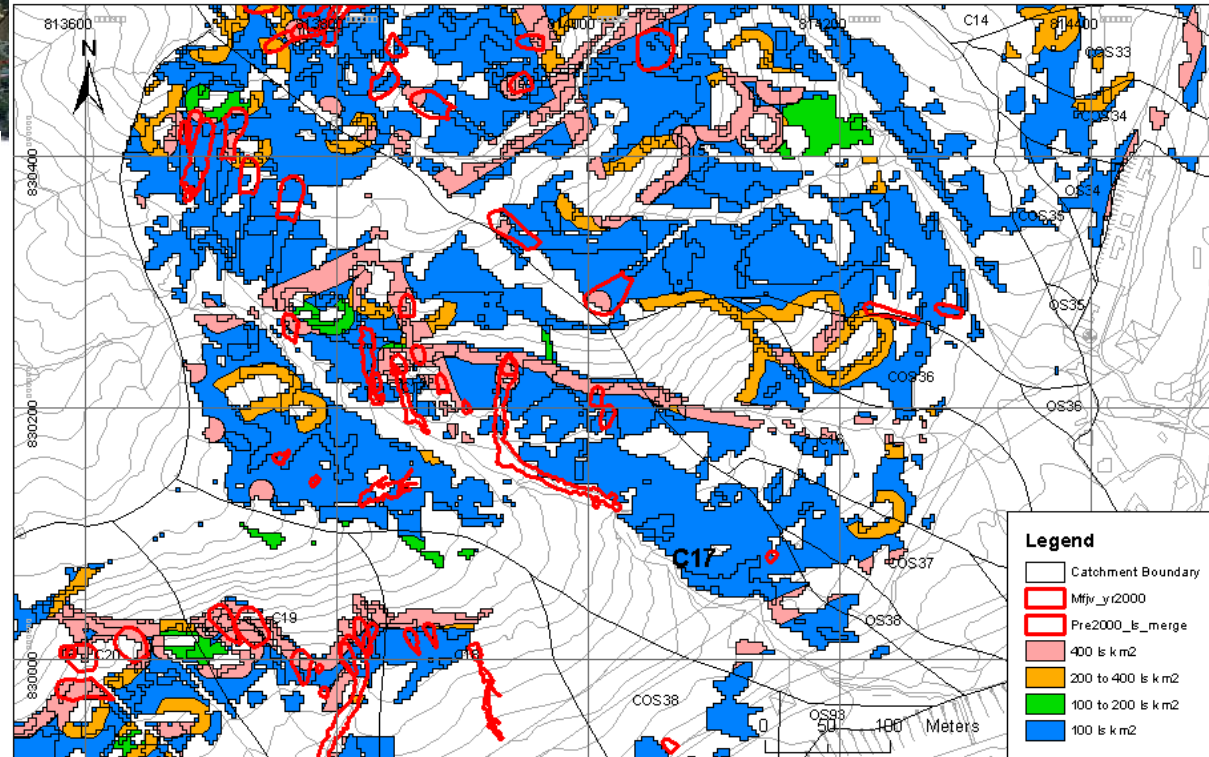 813600
814000
814200
C14
814400
COS33
N
830400
OS34
COS35
OS35
COS36
OS36
830200
C17
COS37
OS38
C19
830000
COS38
OS93
0 50 100 Meters
Legend
Catchment Boundary
Mfjv_yr2000
Pre2000_ls_merge
400 ls km2
200 to 400 ls km2
100 to 200 ls km2
100 ls km2